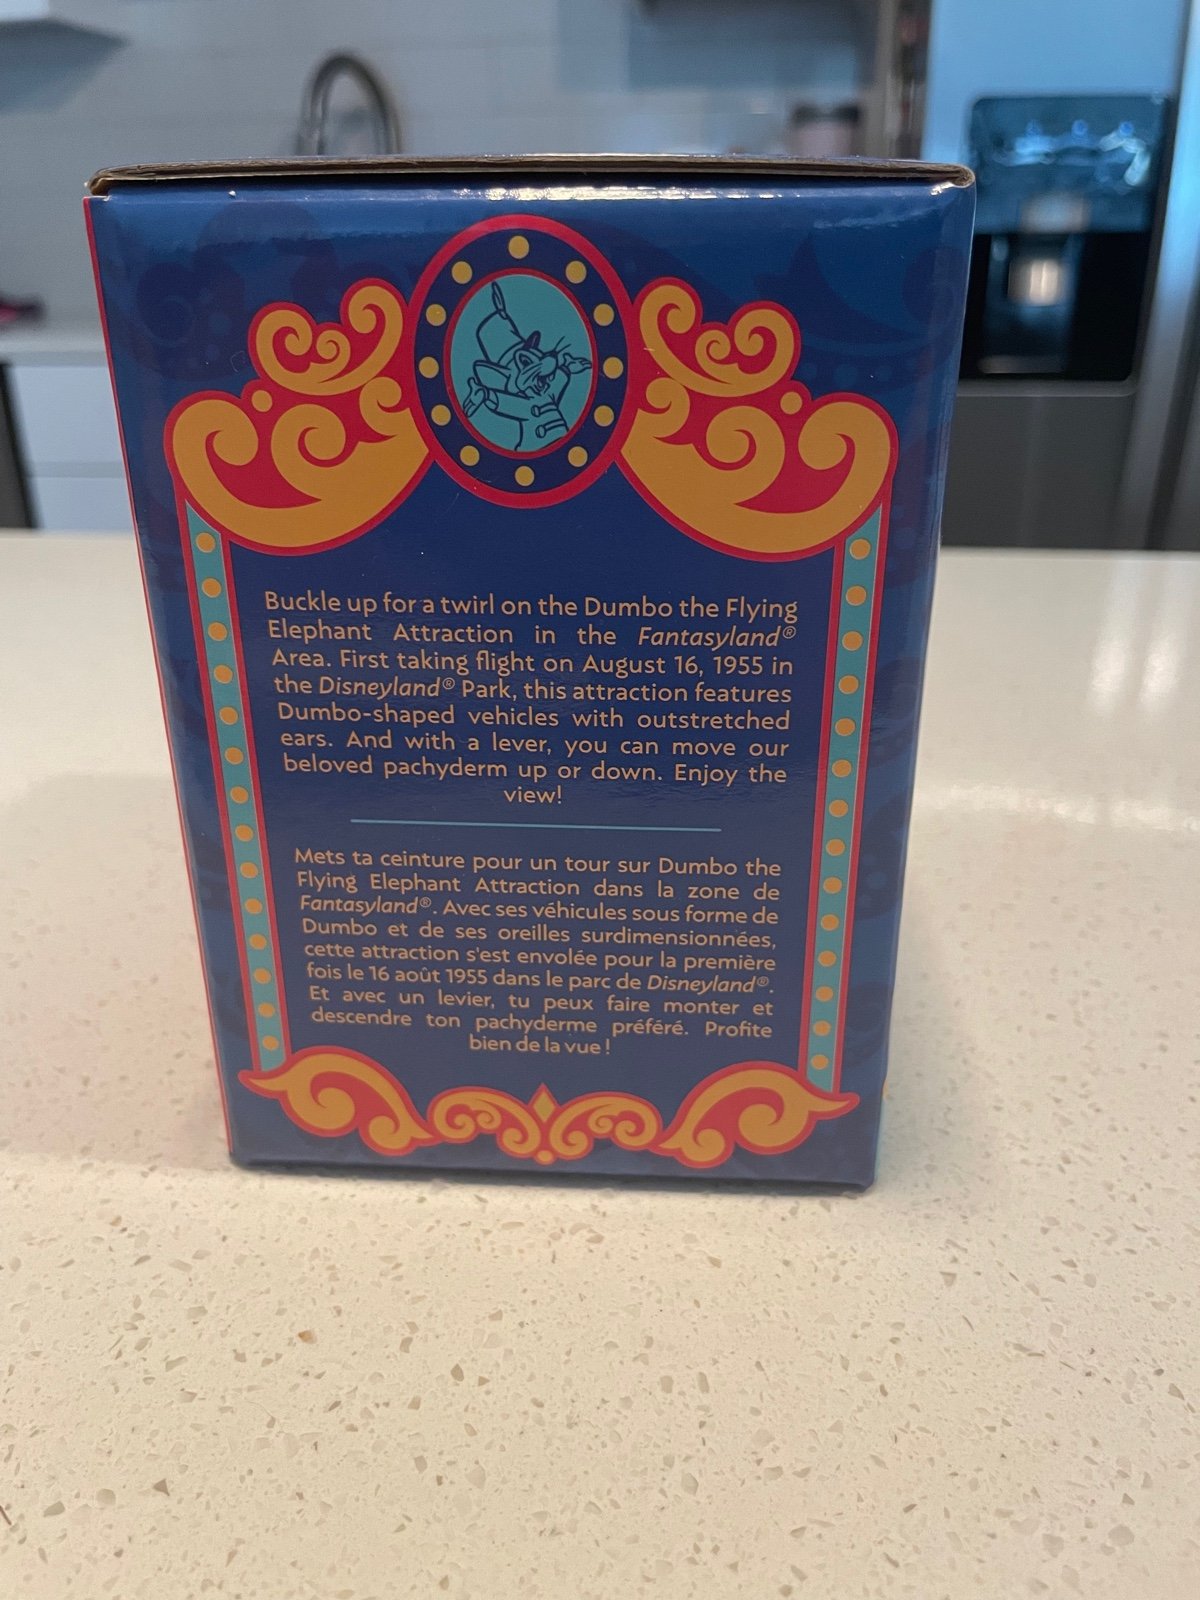 Buckle up for a twirl on the Dumbo the Flying
Elephant Attraction in the Fantasyland®
Area. First taking flight on August 16, 1955 in
the Disneyland® Park, this attraction features
Dumbo-shaped vehicles with outstretched
ears. And with a lever, you can move our
beloved pachyderm up or down. Enjoy the
view!
Mets ta ceinture pour un tour sur Dumbo the
Flying Elephant Attraction dans la zone de
Fantasyland®. Avec ses véhicules sous forme de
Dumbo et de ses oreilles surdimensionnées,
cette attraction s'est envolée pour la première
fois le 16 août 1955 dans le parc de Disneyland®.
Et avec un levier, tu peux faire monter et
descendre ton pachyderme préféré. Profite
bien de la vue !